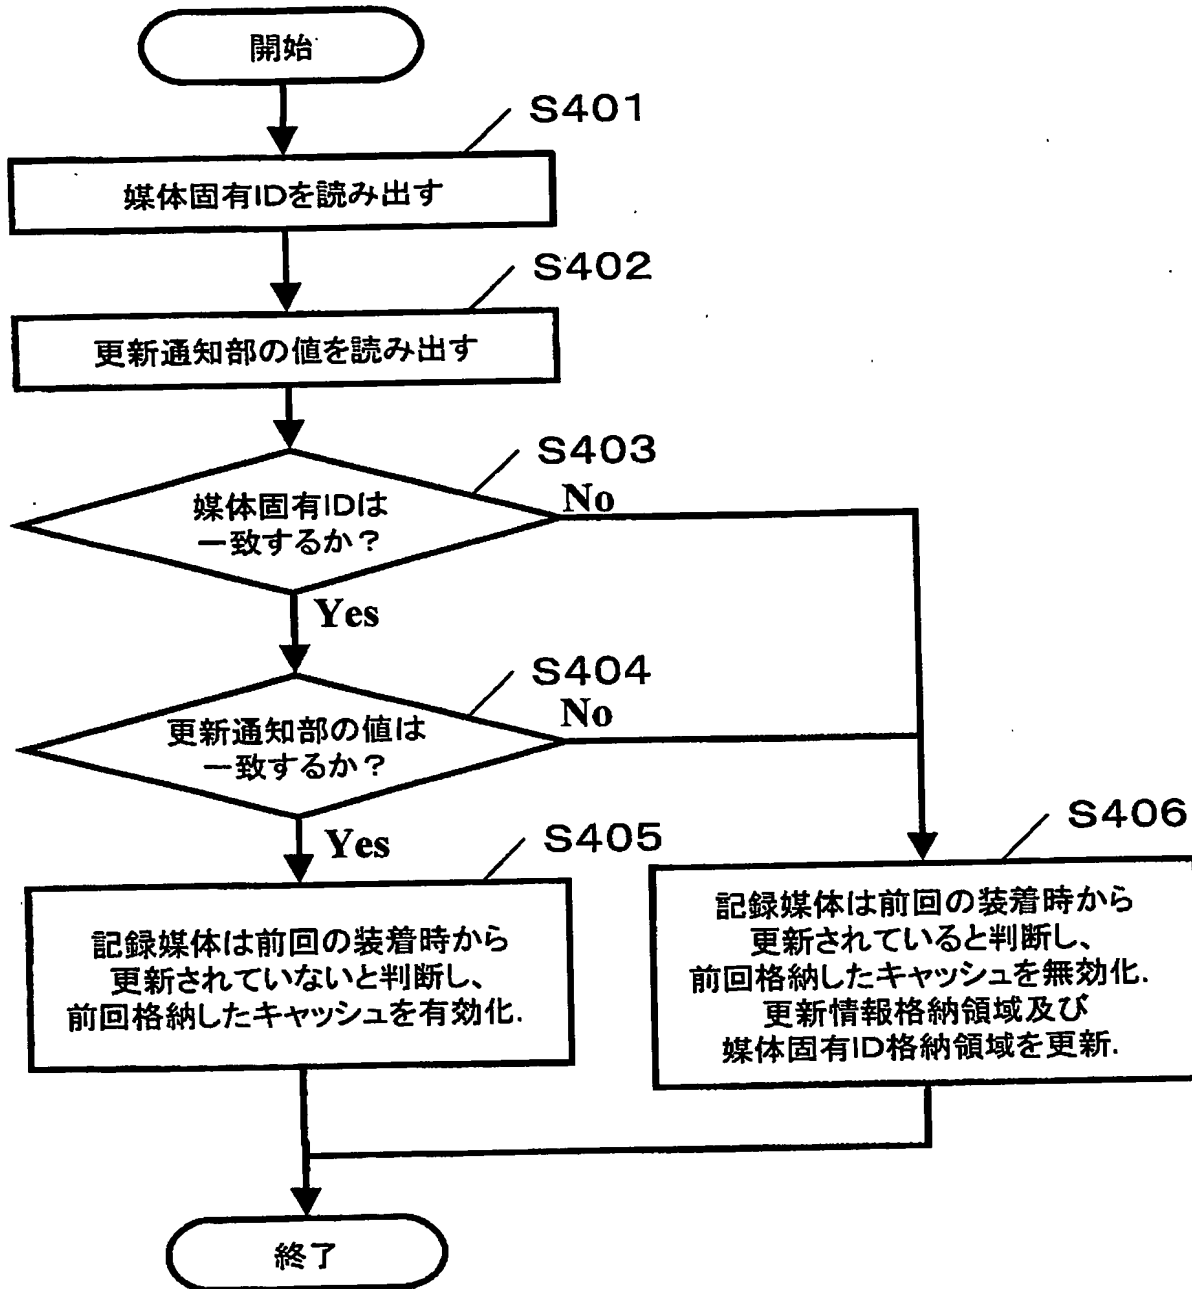 開始
S401
媒体固有IDを読み出す
S402
更新通知部の値を読み出す
S403
媒体固有IDは
一致するか？
No
Yes
S404
更新通知部の値は
一致するか？
No
Yes
S405
記録媒体は前回の装着時から
更新されていないと判断し、
前回格納したキャッシュを有効化.
S406
記録媒体は前回の装着時から
更新されていると判断し、
前回格納したキャッシュを無効化.
更新情報格納領域及び
媒体固有ID格納領域を更新.
終了